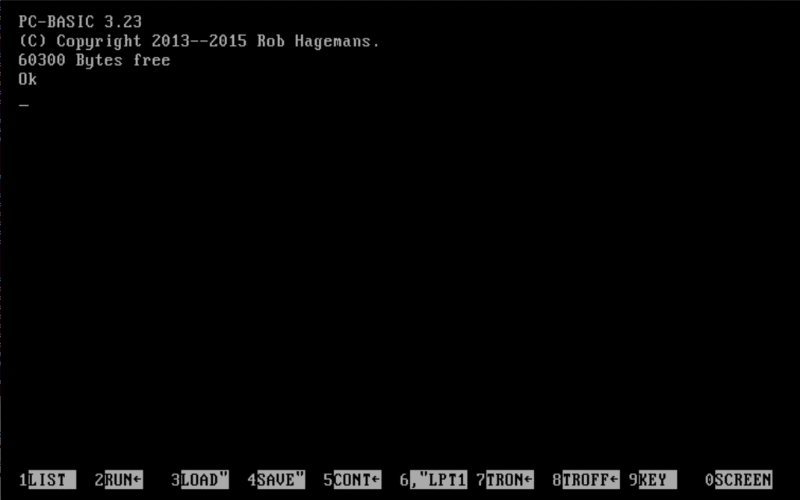 PC-BASIC 3.23
(C) Copyright 2013--2015 Rob Hagemans.
60300 Bytes free
Ok
_
1LIST 2RUN← 3LOAD" 4SAVE" 5CONT← 6,"LPT1 7TRON← 8TROFF← 9KEY 0SCREEN